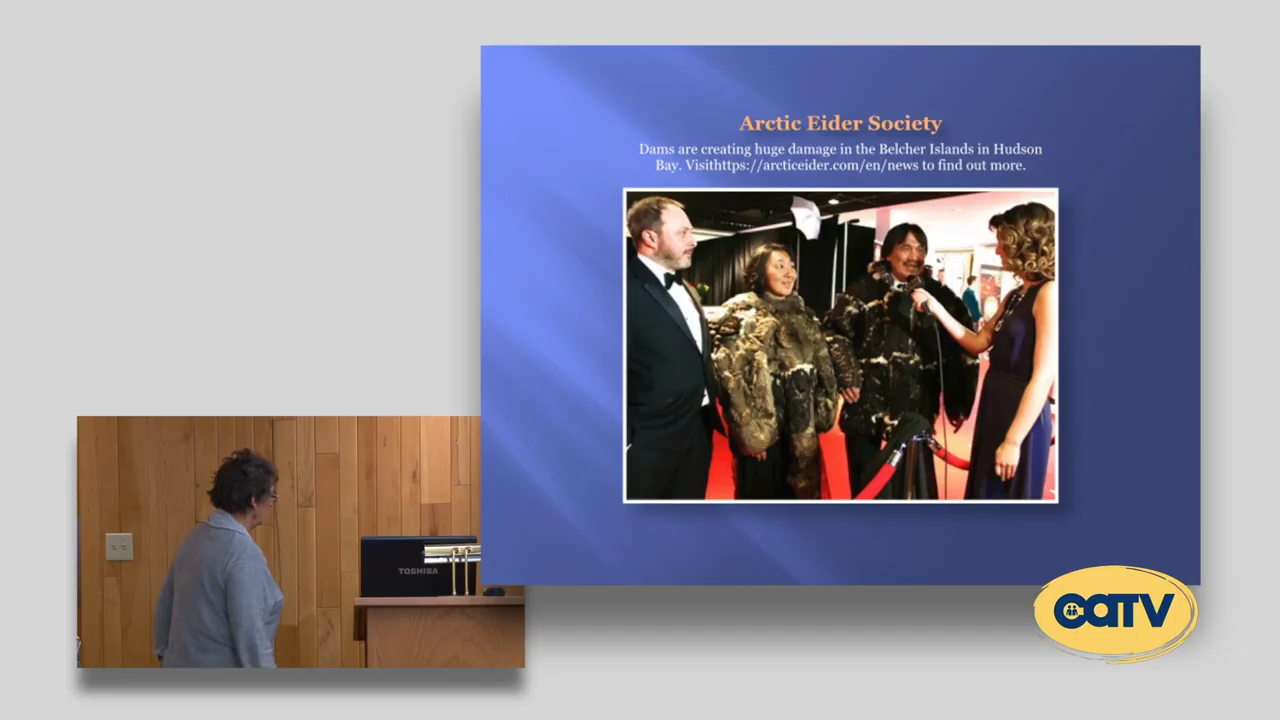 Arctic Eider Society
Dams are creating huge damage in the Belcher Islands in Hudson
Bay. Visithttps://arcticeider.com/en/news to find out more.
TOSHIBA
CATV